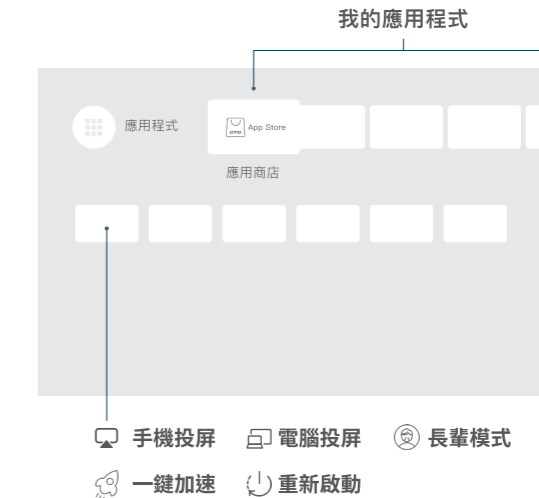 我的應用程式
應用程式
OVO App Store
應用商店
手機投屏 電腦投屏 長輩模式
一鍵加速 重新啟動